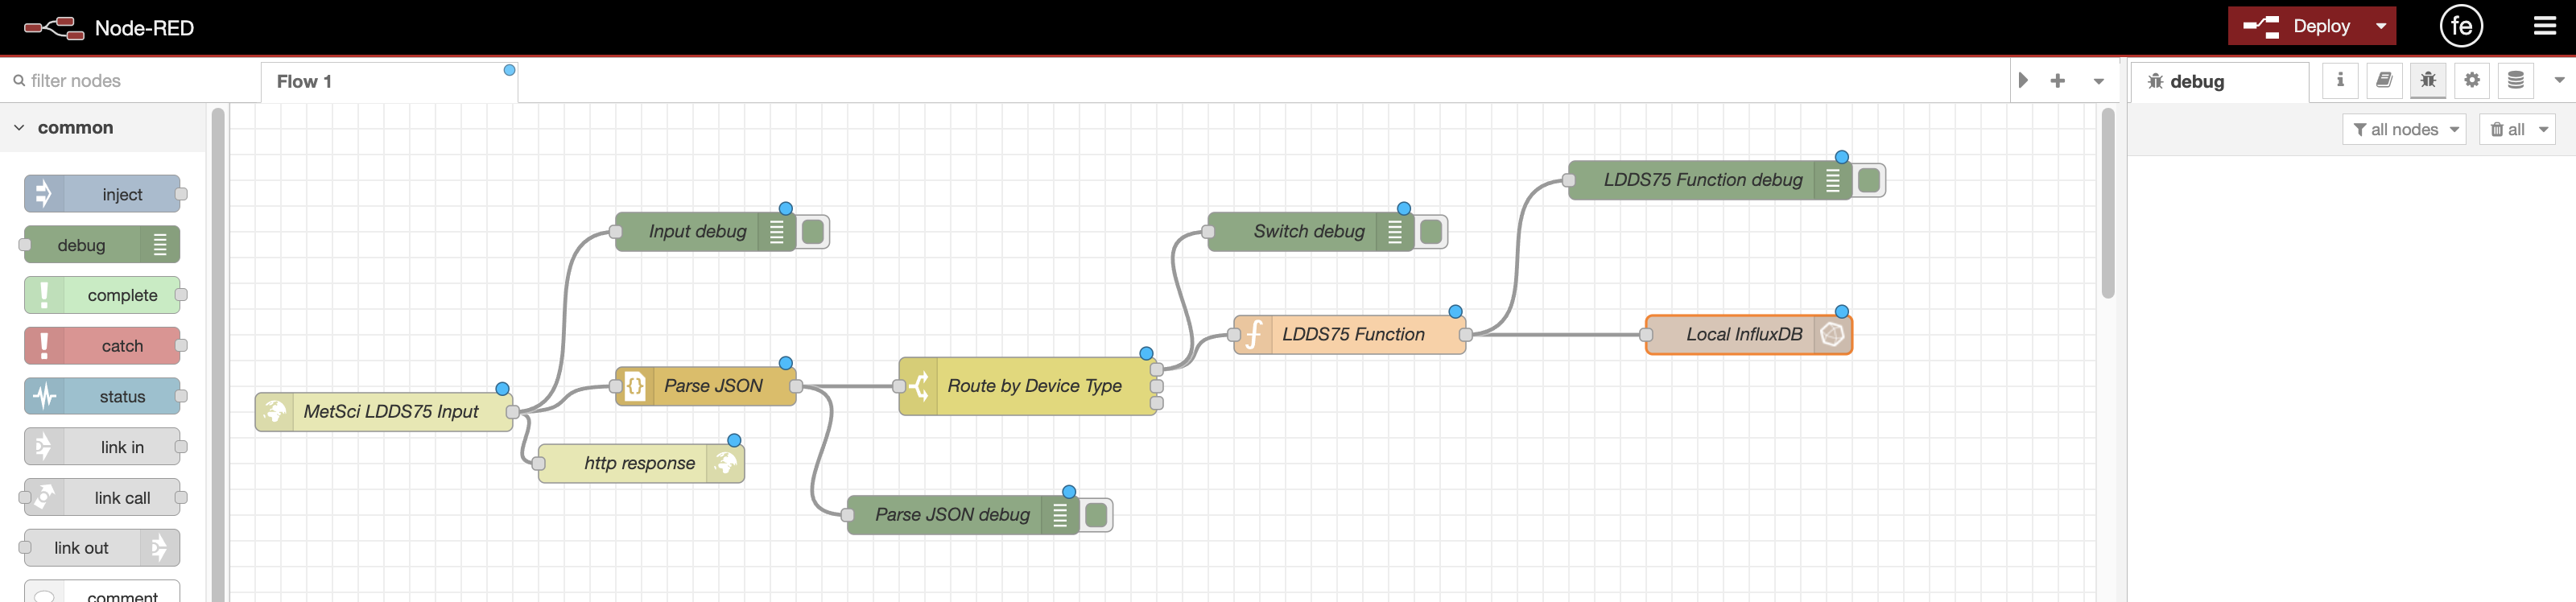 Node-RED
Deploy
fe
filter nodes
Flow 1
debug
common
all nodes
all
inject
debug
complete
catch
status
link in
link call
link out
comment
Input debug
Switch debug
LDDS75 Function debug
LDDS75 Function
Local InfluxDB
Parse JSON
Route by Device Type
MetSci LDDS75 Input
http response
Parse JSON debug